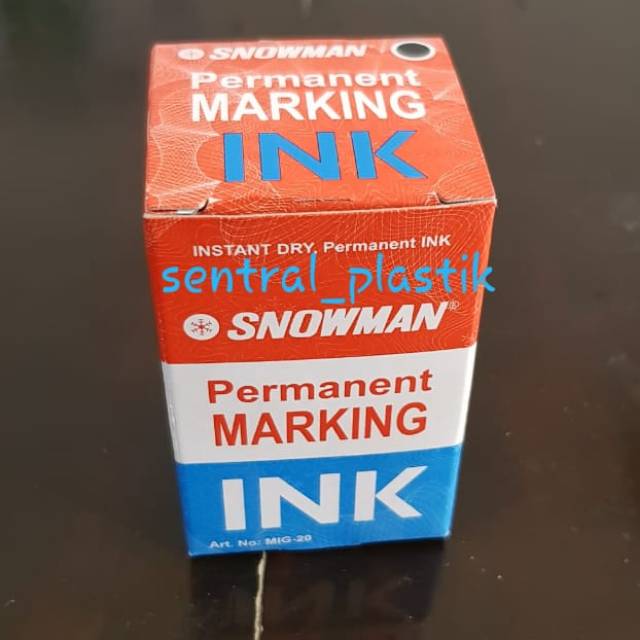 SNOWMAN
Permanent
MARKING
INK
INSTANT DRY, Permanent INK
sentral_plastik
SNOWMAN®
Permanent
MARKING
INK
Art. No: MIG-20